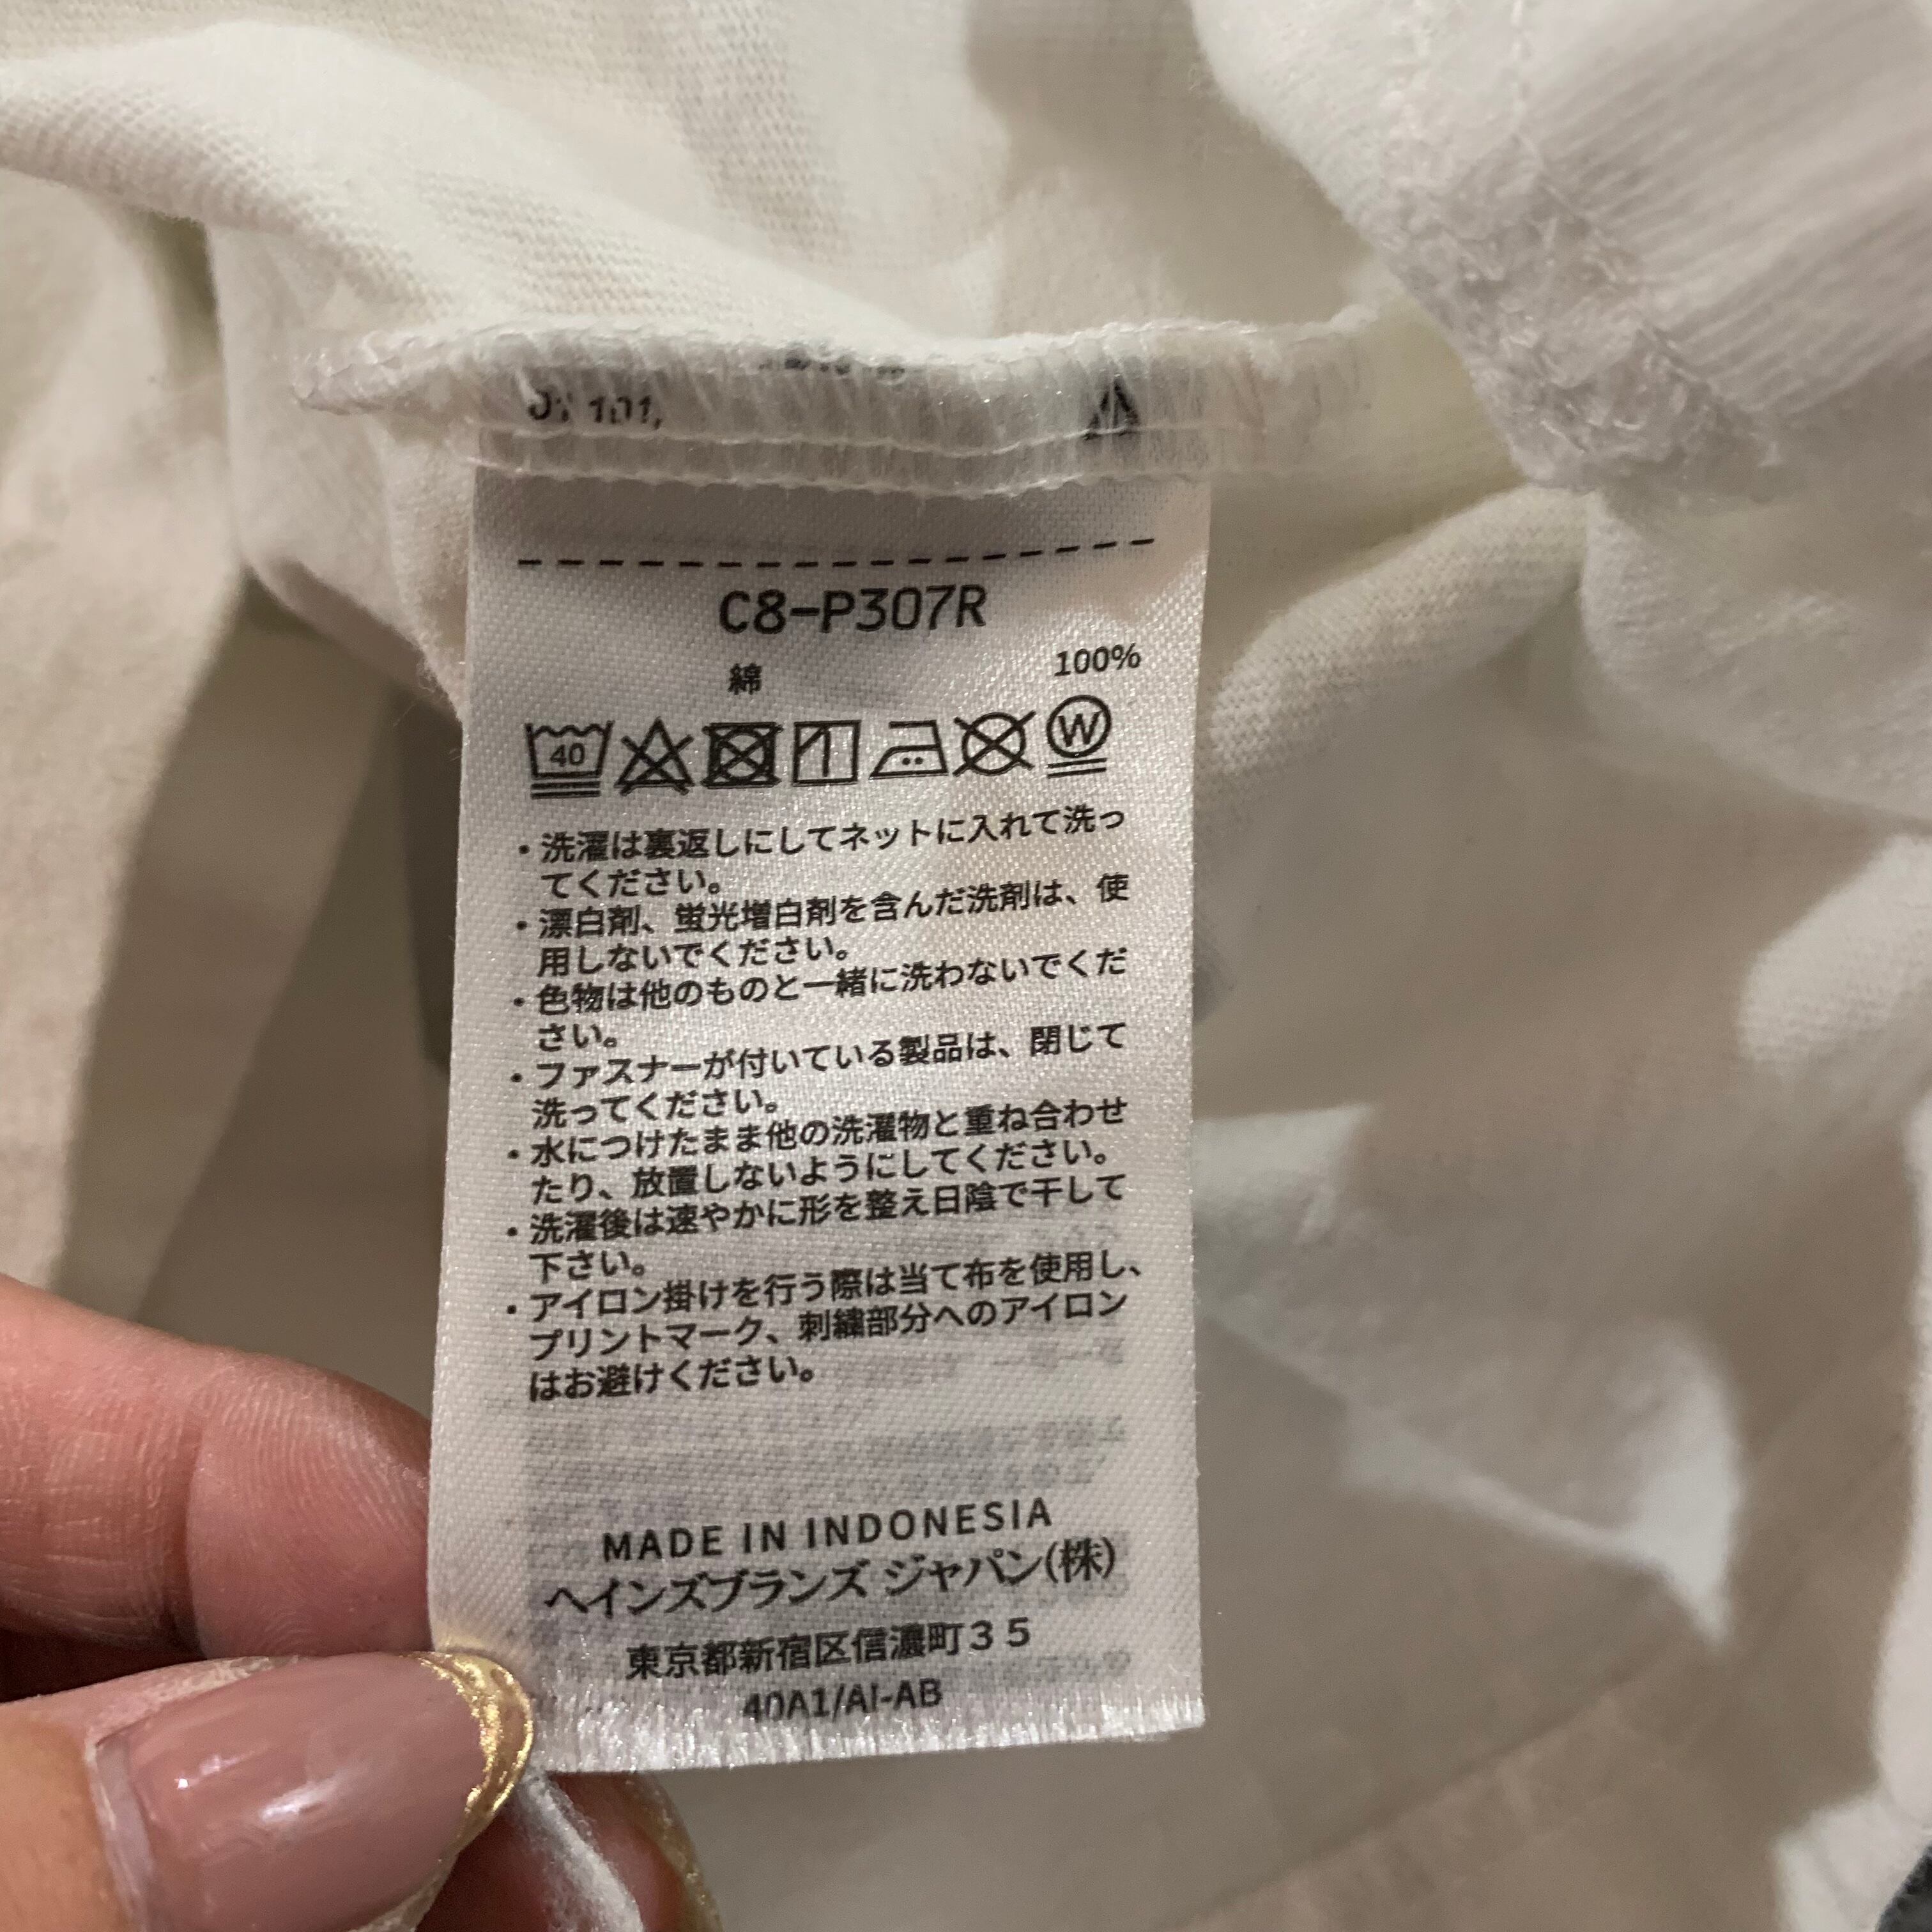 C8-P307R
綿 100%
40 W
・洗濯は裏返しにしてネットに入れて洗っ
てください。
・漂白剤、蛍光増白剤を含んだ洗剤は、使
用しないでください。
・色物は他のものと一緒に洗わないでくだ
さい。
・ファスナーが付いている製品は、閉じて
洗ってください。
・水につけたまま他の洗濯物と重ね合わせ
たり、放置しないようにしてください。
・洗濯後は速やかに形を整え日陰で干して
下さい。
・アイロン掛けを行う際は当て布を使用し、
プリントマーク、刺繍部分へのアイロン
はお避けください。
MADE IN INDONESIA
ヘインズブランズ ジャパン(株)
東京都新宿区信濃町３５
40A1/AI-AB